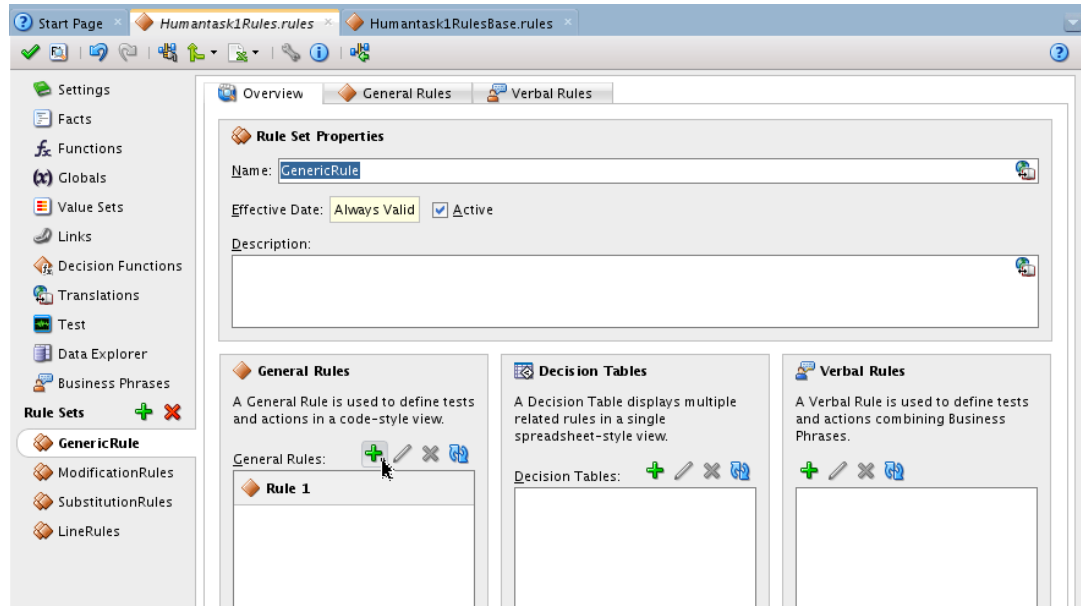 Start Page
Humantask1Rules.rules
Humantask1RulesBase.rules
Settings
Facts
Functions
Globals
Value Sets
Links
Decision Functions
Translations
Test
Data Explorer
Business Phrases
Rule Sets
GenericRule
ModificationRules
SubstitutionRules
LineRules
Overview
General Rules
Verbal Rules
Rule Set Properties
Name: GenericRule
Effective Date: Always Valid Active
Description:
General Rules
A General Rule is used to define tests
and actions in a code-style view.
General Rules:
Rule 1
Decision Tables
A Decision Table displays multiple
related rules in a single
spreadsheet-style view.
Decision Tables:
Verbal Rules
A Verbal Rule is used to define tests
and actions combining Business
Phrases.